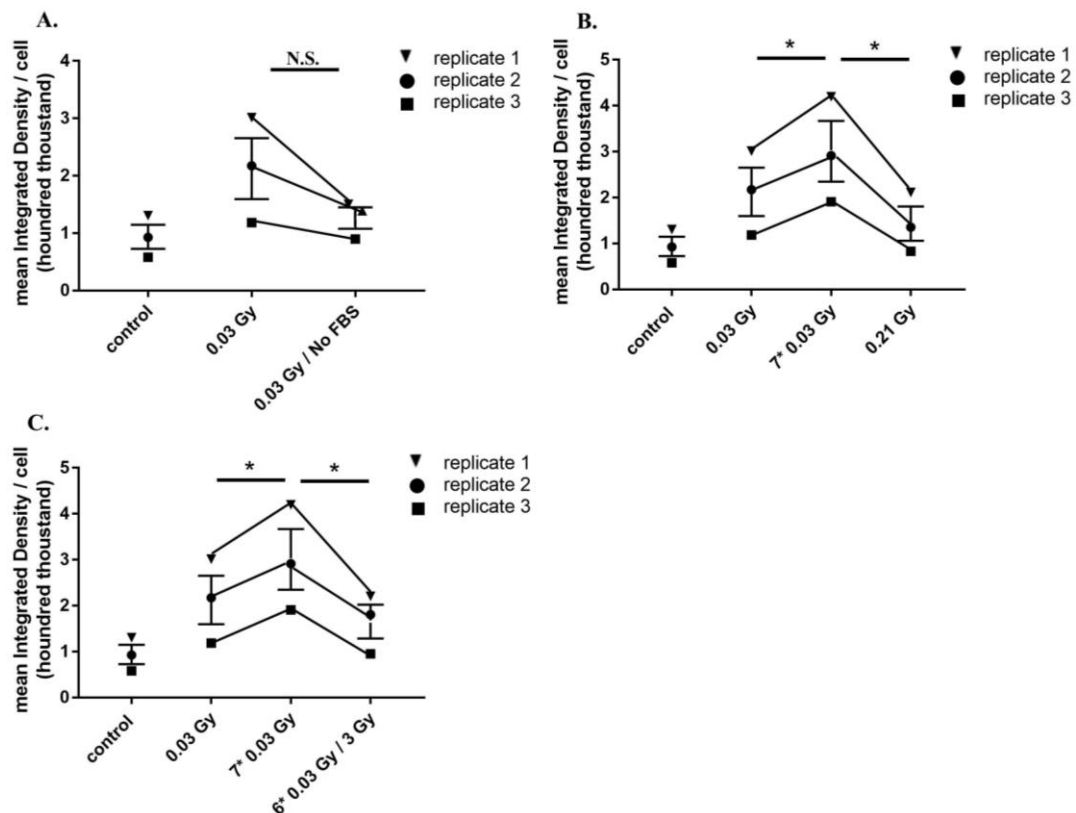 A.
mean Integrated Density / cell
(houndred thoustand)
4
3
2
1
0
N.S.
replicate 1
replicate 2
replicate 3
control
0.03 Gy
0.03 Gy / No FBS
B.
mean Integrated Density / cell
(houndred thoustand)
5
4
3
2
1
0
*
*
replicate 1
replicate 2
replicate 3
control
0.03 Gy
7* 0.03 Gy
0.21 Gy
C.
mean Integrated Density / cell
(houndred thoustand)
5
4
3
2
1
0
*
*
replicate 1
replicate 2
replicate 3
control
0.03 Gy
7* 0.03 Gy
6* 0.03 Gy / 3 Gy